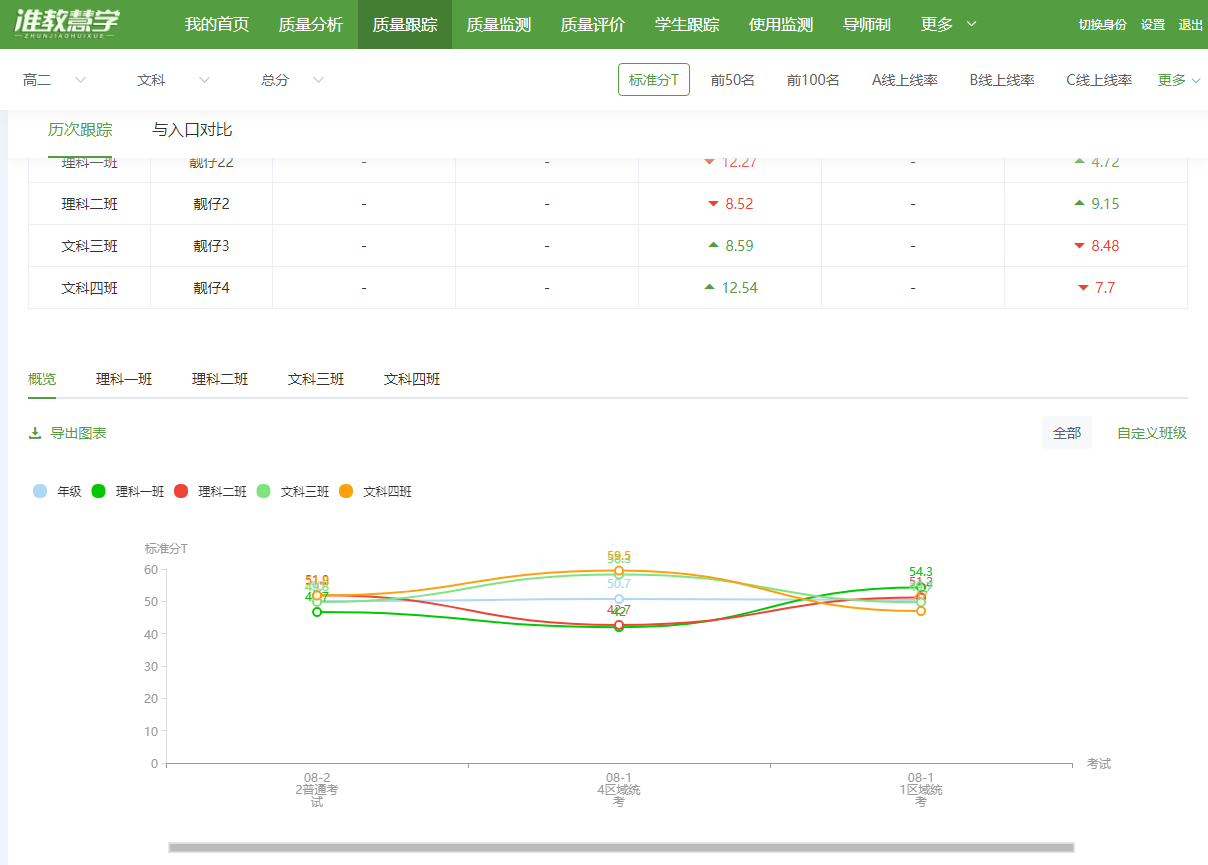 准教慧学 我的首页 质量分析 质量跟踪 质量监测 质量评价 学生跟踪 使用监测 导师制 更多 切换身份 设置 退出
ZHUNJIAOHUIXUE
高二 文科 总分 标准分T 前50名 前100名 A线上线率 B线上线率 C线上线率 更多
历次跟踪 与入口对比
理科一班 靓仔22 - - 12.27 - 4.72
理科二班 靓仔2 - - 8.52 - 9.15
文科三班 靓仔3 - - 8.59 - 8.48
文科四班 靓仔4 - - 12.54 - 7.7
概览 理科一班 理科二班 文科三班 文科四班
导出图表 全部 自定义班级
年级 理科一班 理科二班 文科三班 文科四班
标准分T
59.5
54.3
51.9 50.7 51.2
42.7
42
60
50
40
30
20
10
0
考试
08-2 08-1 08-1
2普通考 4区域统 1区域统
试 考 考